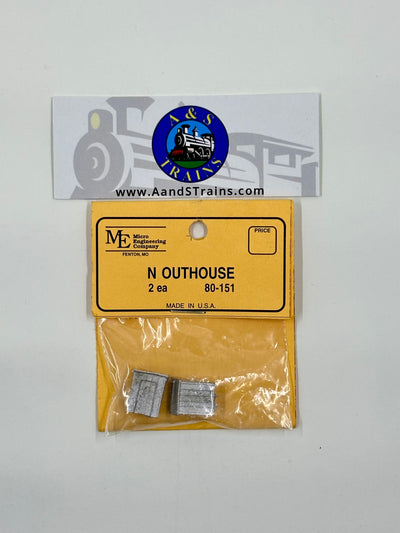 A & S
TRAINS
www.AandSTrains.com
ME Micro
Engineering
Company
FENTON, MO
PRICE
N OUTHOUSE
2 ea 80-151
MADE IN U.S.A.